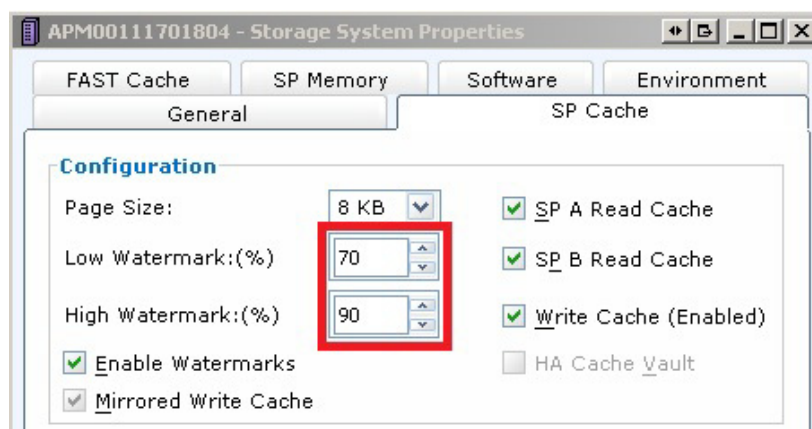 APM00111701804 - Storage System Properties
FAST Cache SP Memory Software Environment
General SP Cache
Configuration
Page Size: 8 KB SP A Read Cache
Low Watermark:(%) 70 SP B Read Cache
High Watermark:(%) 90 Write Cache (Enabled)
Enable Watermarks HA Cache Vault
Mirrored Write Cache